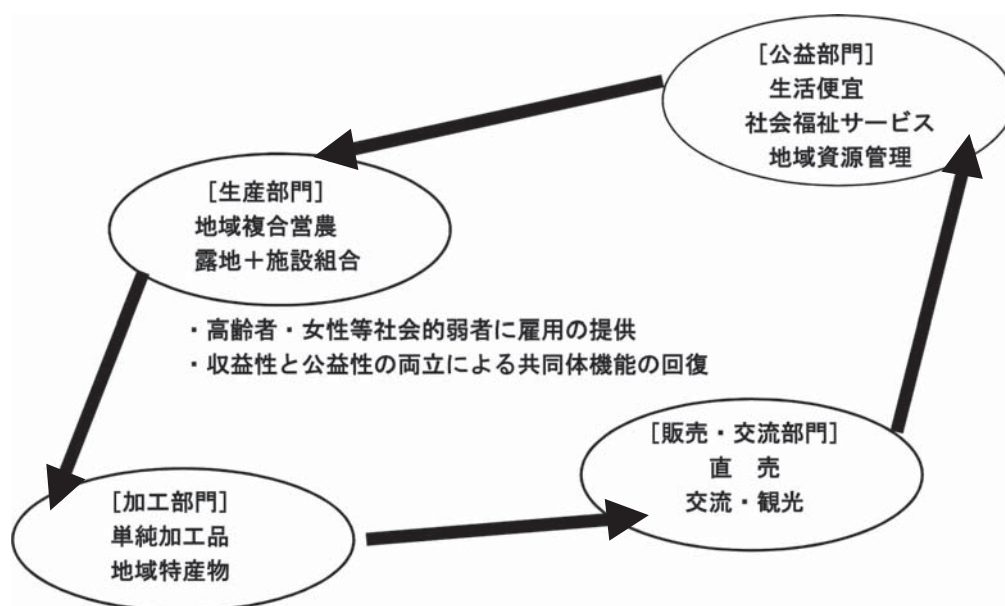 [公益部門]
生活便宜
社会福祉サービス
地域資源管理
[生産部門]
地域複合営農
露地＋施設組合
・高齢者・女性等社会的弱者に雇用の提供
・収益性と公益性の両立による共同体機能の回復
[販売・交流部門]
直　売
交流・観光
[加工部門]
単純加工品
地域特産物